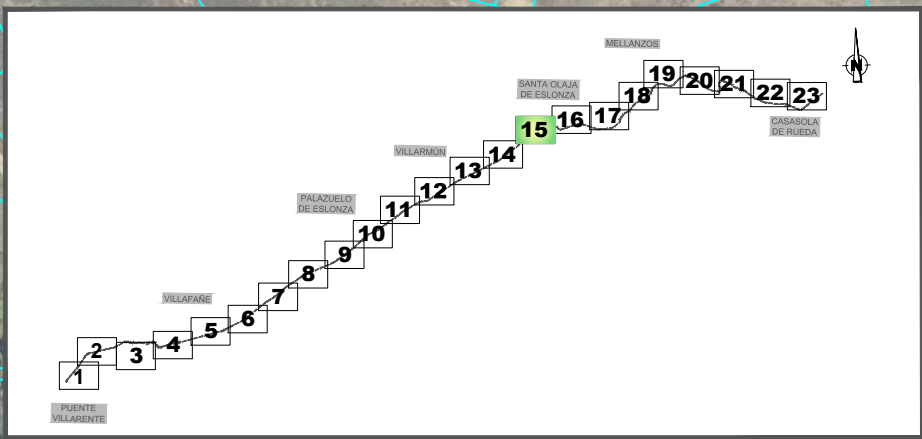 MELLANZOS
N
19
20
21
22
23
SANTA OLAJA
DE ESLONZA
18
17
16
15
CASASOLA
DE RUEDA
VILLARMÚN
14
13
12
PALAZUELO
DE ESLONZA
11
10
9
8
7
VILLAFAÑE
6
5
4
3
2
1
PUENTE
VILLARENTE